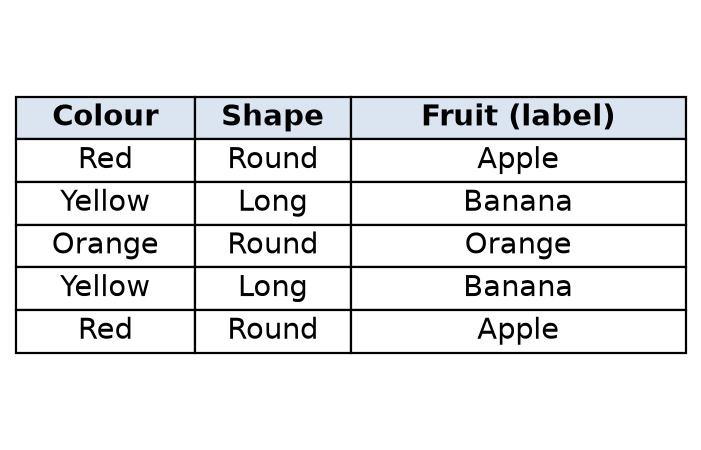 Colour Shape Fruit (label)
Red Round Apple
Yellow Long Banana
Orange Round Orange
Yellow Long Banana
Red Round Apple